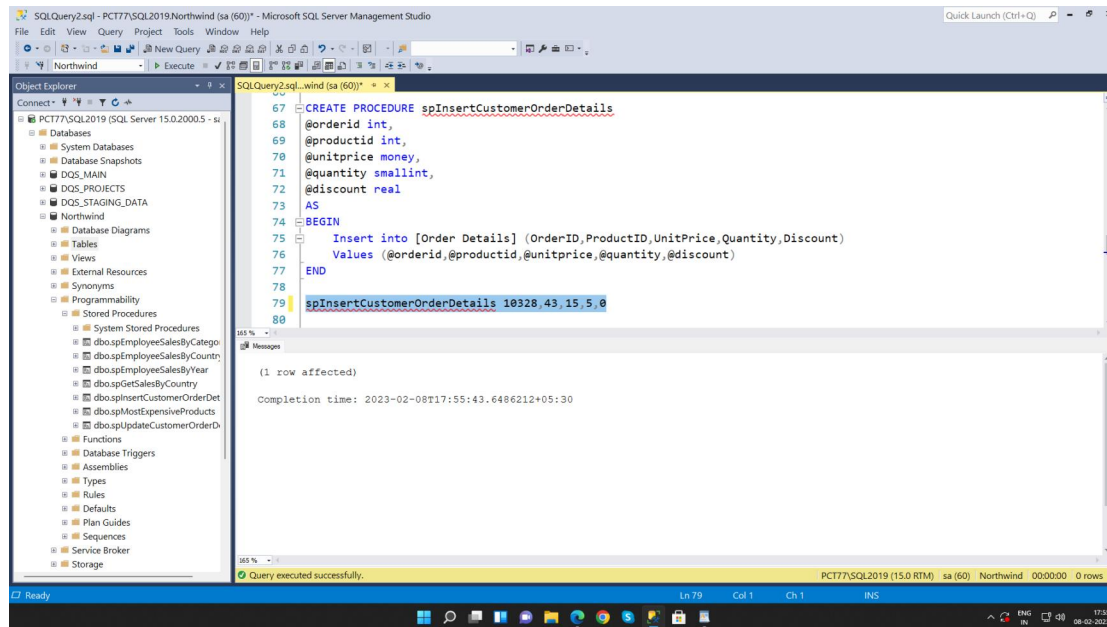 SQLQuery2.sql - PCT77\SQL2019.Northwind (sa (60))* - Microsoft SQL Server Management Studio
Quick Launch (Ctrl+Q)
File Edit View Query Project Tools Window Help
New Query
Northwind
Execute
Object Explorer
SQLQuery2.sql...wind (sa (60))*
Connect
PCT77\SQL2019 (SQL Server 15.0.2000.5 - sa
Databases
System Databases
Database Snapshots
DQS_MAIN
DQS_PROJECTS
DQS_STAGING_DATA
Northwind
Database Diagrams
Tables
Views
External Resources
Synonyms
Programmability
Stored Procedures
System Stored Procedures
dbo.spEmployeeSalesByCatego
dbo.spEmployeeSalesByCountry
dbo.spEmployeeSalesByYear
dbo.spGetSalesByCountry
dbo.spInsertCustomerOrderDet
dbo.spMostExpensiveProducts
dbo.spUpdateCustomerOrderD
Functions
Database Triggers
Assemblies
Types
Rules
Defaults
Plan Guides
Sequences
Service Broker
Storage
67 CREATE PROCEDURE spInsertCustomerOrderDetails
68 @orderid int,
69 @productid int,
70 @unitprice money,
71 @quantity smallint,
72 @discount real
73 AS
74 BEGIN
75 Insert into [Order Details] (OrderID,ProductID,UnitPrice,Quantity,Discount)
76 Values (@orderid,@productid,@unitprice,@quantity,@discount)
77 END
78
79 spInsertCustomerOrderDetails 10328,43,15,5,0
80
165 %
Messages
(1 row affected)
Completion time: 2023-02-08T17:55:43.6486212+05:30
165 %
Query executed successfully.
PCT77\SQL2019 (15.0 RTM) sa (60) Northwind 00:00:00 0 rows
Ready
Ln 79 Col 1 Ch 1 INS
ENG
IN